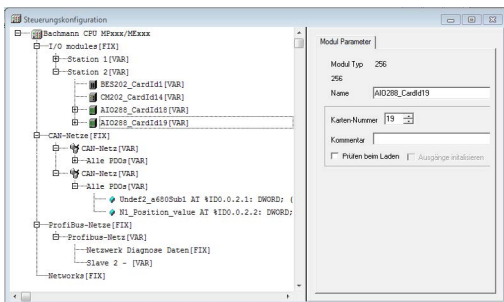 Steuerungskonfiguration
Bachmann CPU MPxxx/MExxx
I/O modules[FIX]
Station 1[VAR]
Station 2[VAR]
BES202_CardId1[VAR]
CM202_CardId4[VAR]
AIO288_CardId18[VAR]
AIO288_CardId19[VAR]
CAN-Netze[FIX]
CAN-Netz[VAR]
Alle PDOs[VAR]
CAN-Netz[VAR]
Alle PDOs[VAR]
Undef2_a680Sub1 AT %ID0.0.2.1: DWORD; (
N1_Position_value AT %ID0.0.2.2: DWORD;
ProfiBus-Netze[FIX]
Profibus-Netz[VAR]
Netzwerk Diagnose Daten[FIX]
Slave 2 - [VAR]
Networks[FIX]
Modul Parameter
Modul Typ 256
256
Name AIO288_CardId19
Karten-Nummer 19
Kommentar
Prüfen beim Laden Ausgänge initialisieren